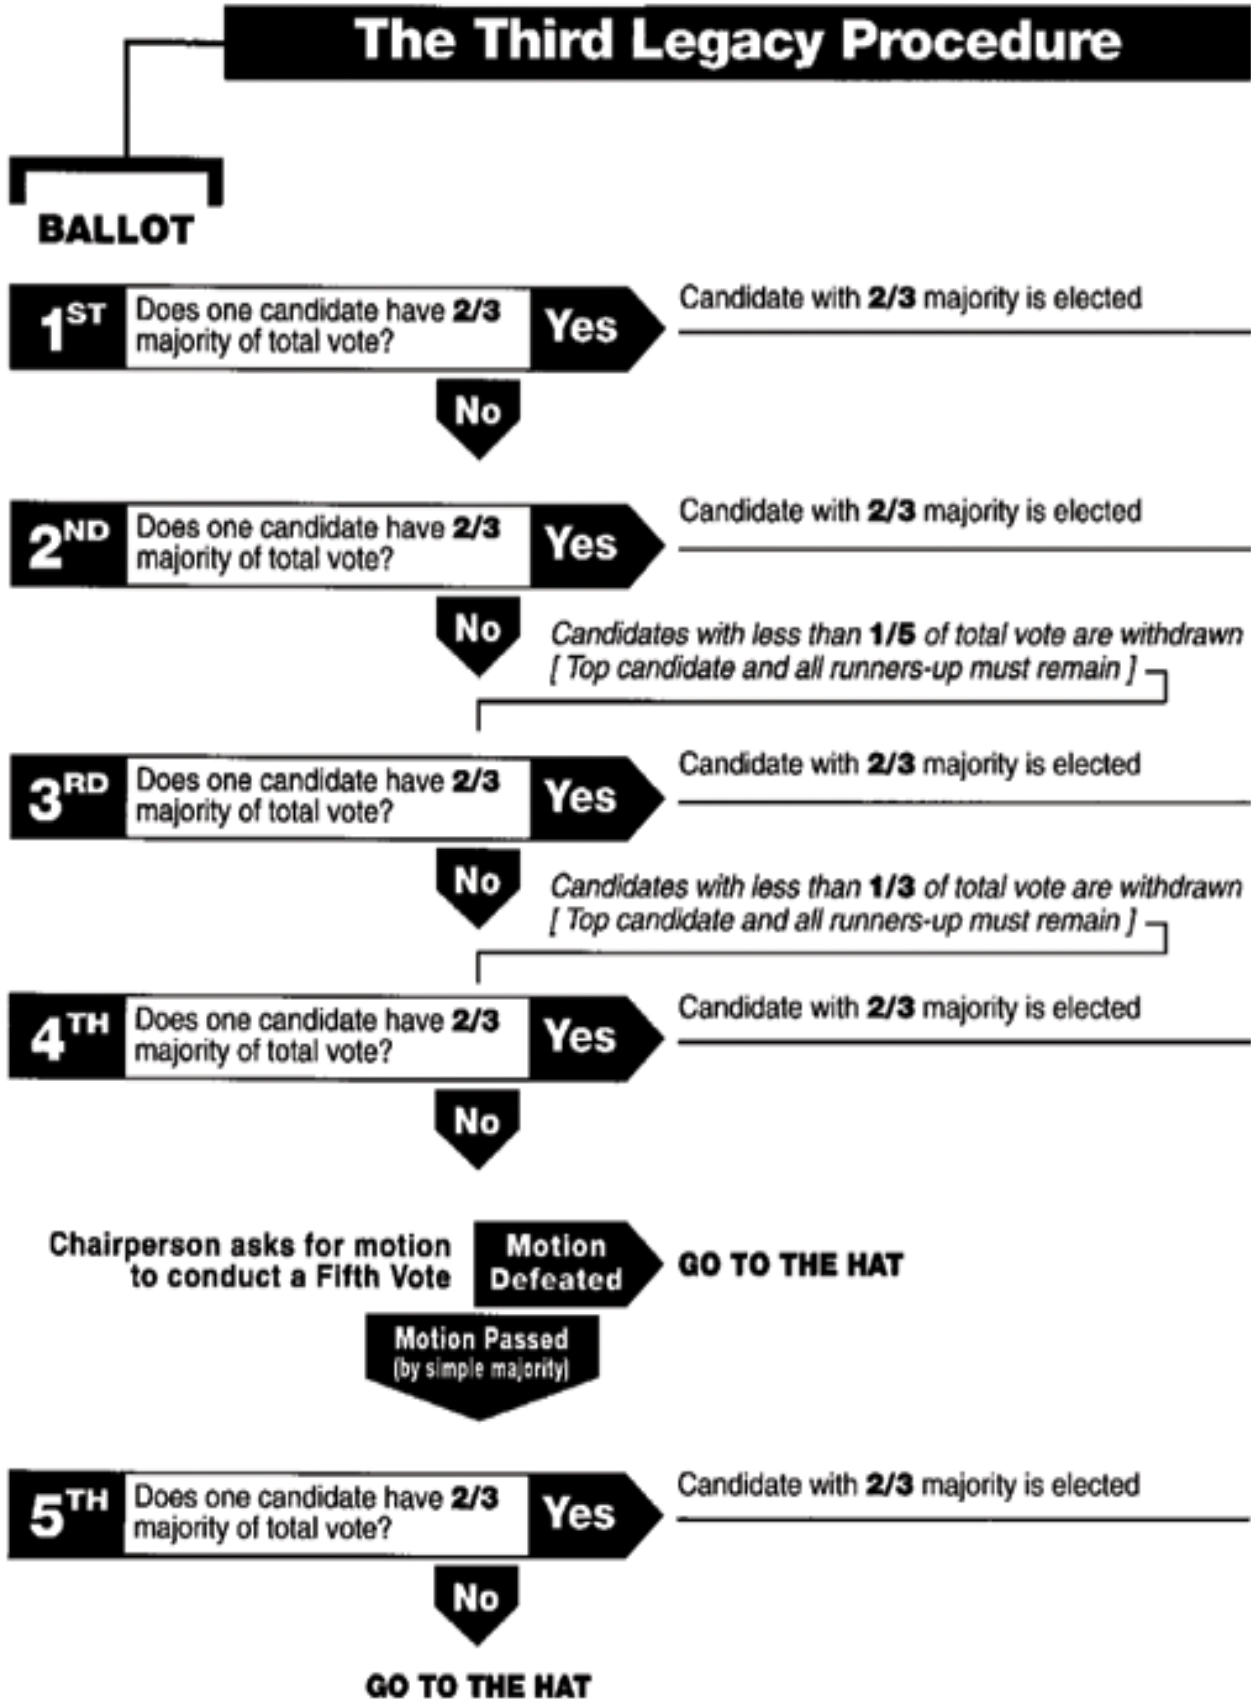 The Third Legacy Procedure
BALLOT
1ST
Does one candidate have 2/3
majority of total vote?
Yes
Candidate with 2/3 majority is elected
No
2ND
Does one candidate have 2/3
majority of total vote?
Yes
Candidate with 2/3 majority is elected
No
Candidates with less than 1/5 of total vote are withdrawn
[ Top candidate and all runners-up must remain ]
3RD
Does one candidate have 2/3
majority of total vote?
Yes
Candidate with 2/3 majority is elected
No
Candidates with less than 1/3 of total vote are withdrawn
[ Top candidate and all runners-up must remain ]
4TH
Does one candidate have 2/3
majority of total vote?
Yes
Candidate with 2/3 majority is elected
No
Chairperson asks for motion
to conduct a Fifth Vote
Motion
Defeated
GO TO THE HAT
Motion Passed
(by simple majority)
5TH
Does one candidate have 2/3
majority of total vote?
Yes
Candidate with 2/3 majority is elected
No
GO TO THE HAT